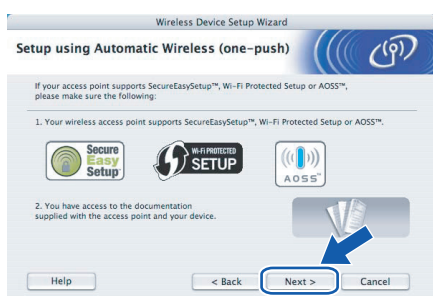 Wireless Device Setup Wizard
Setup using Automatic Wireless (one-push)
If your access point supports SecureEasySetup™, Wi-Fi Protected Setup or AOSS™,
please make sure the following:
1. Your wireless access point supports SecureEasySetup™, Wi-Fi Protected Setup or AOSS™.
Secure
Easy
Setup
Wi-Fi PROTECTED
SETUP
AOSS™
2. You have access to the documentation
supplied with the access point and your device.
Help
< Back
Next >
Cancel